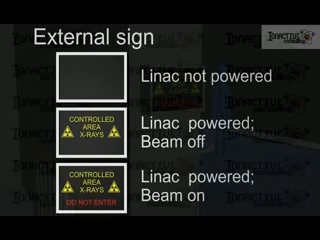 External sign
IONACTIVE
Linac not powered
CONTROLLED
AREA
X-RAYS
Linac powered;
Beam off
CONTROLLED
AREA
X-RAYS
DO NOT ENTER
Linac powered;
Beam on